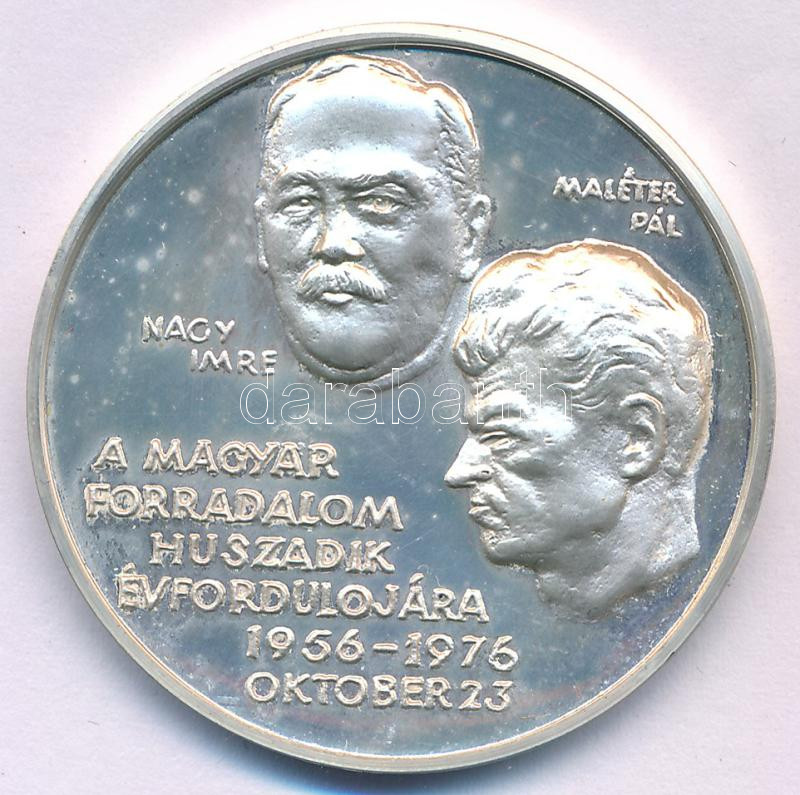 MALÉTER
PÁL
NAGY
IMRE
darabanth
A MAGYAR
FORRADALOM
HUSZADIK
ÉVFORDULOJÁRA
1956-1976
OKTOBER 23